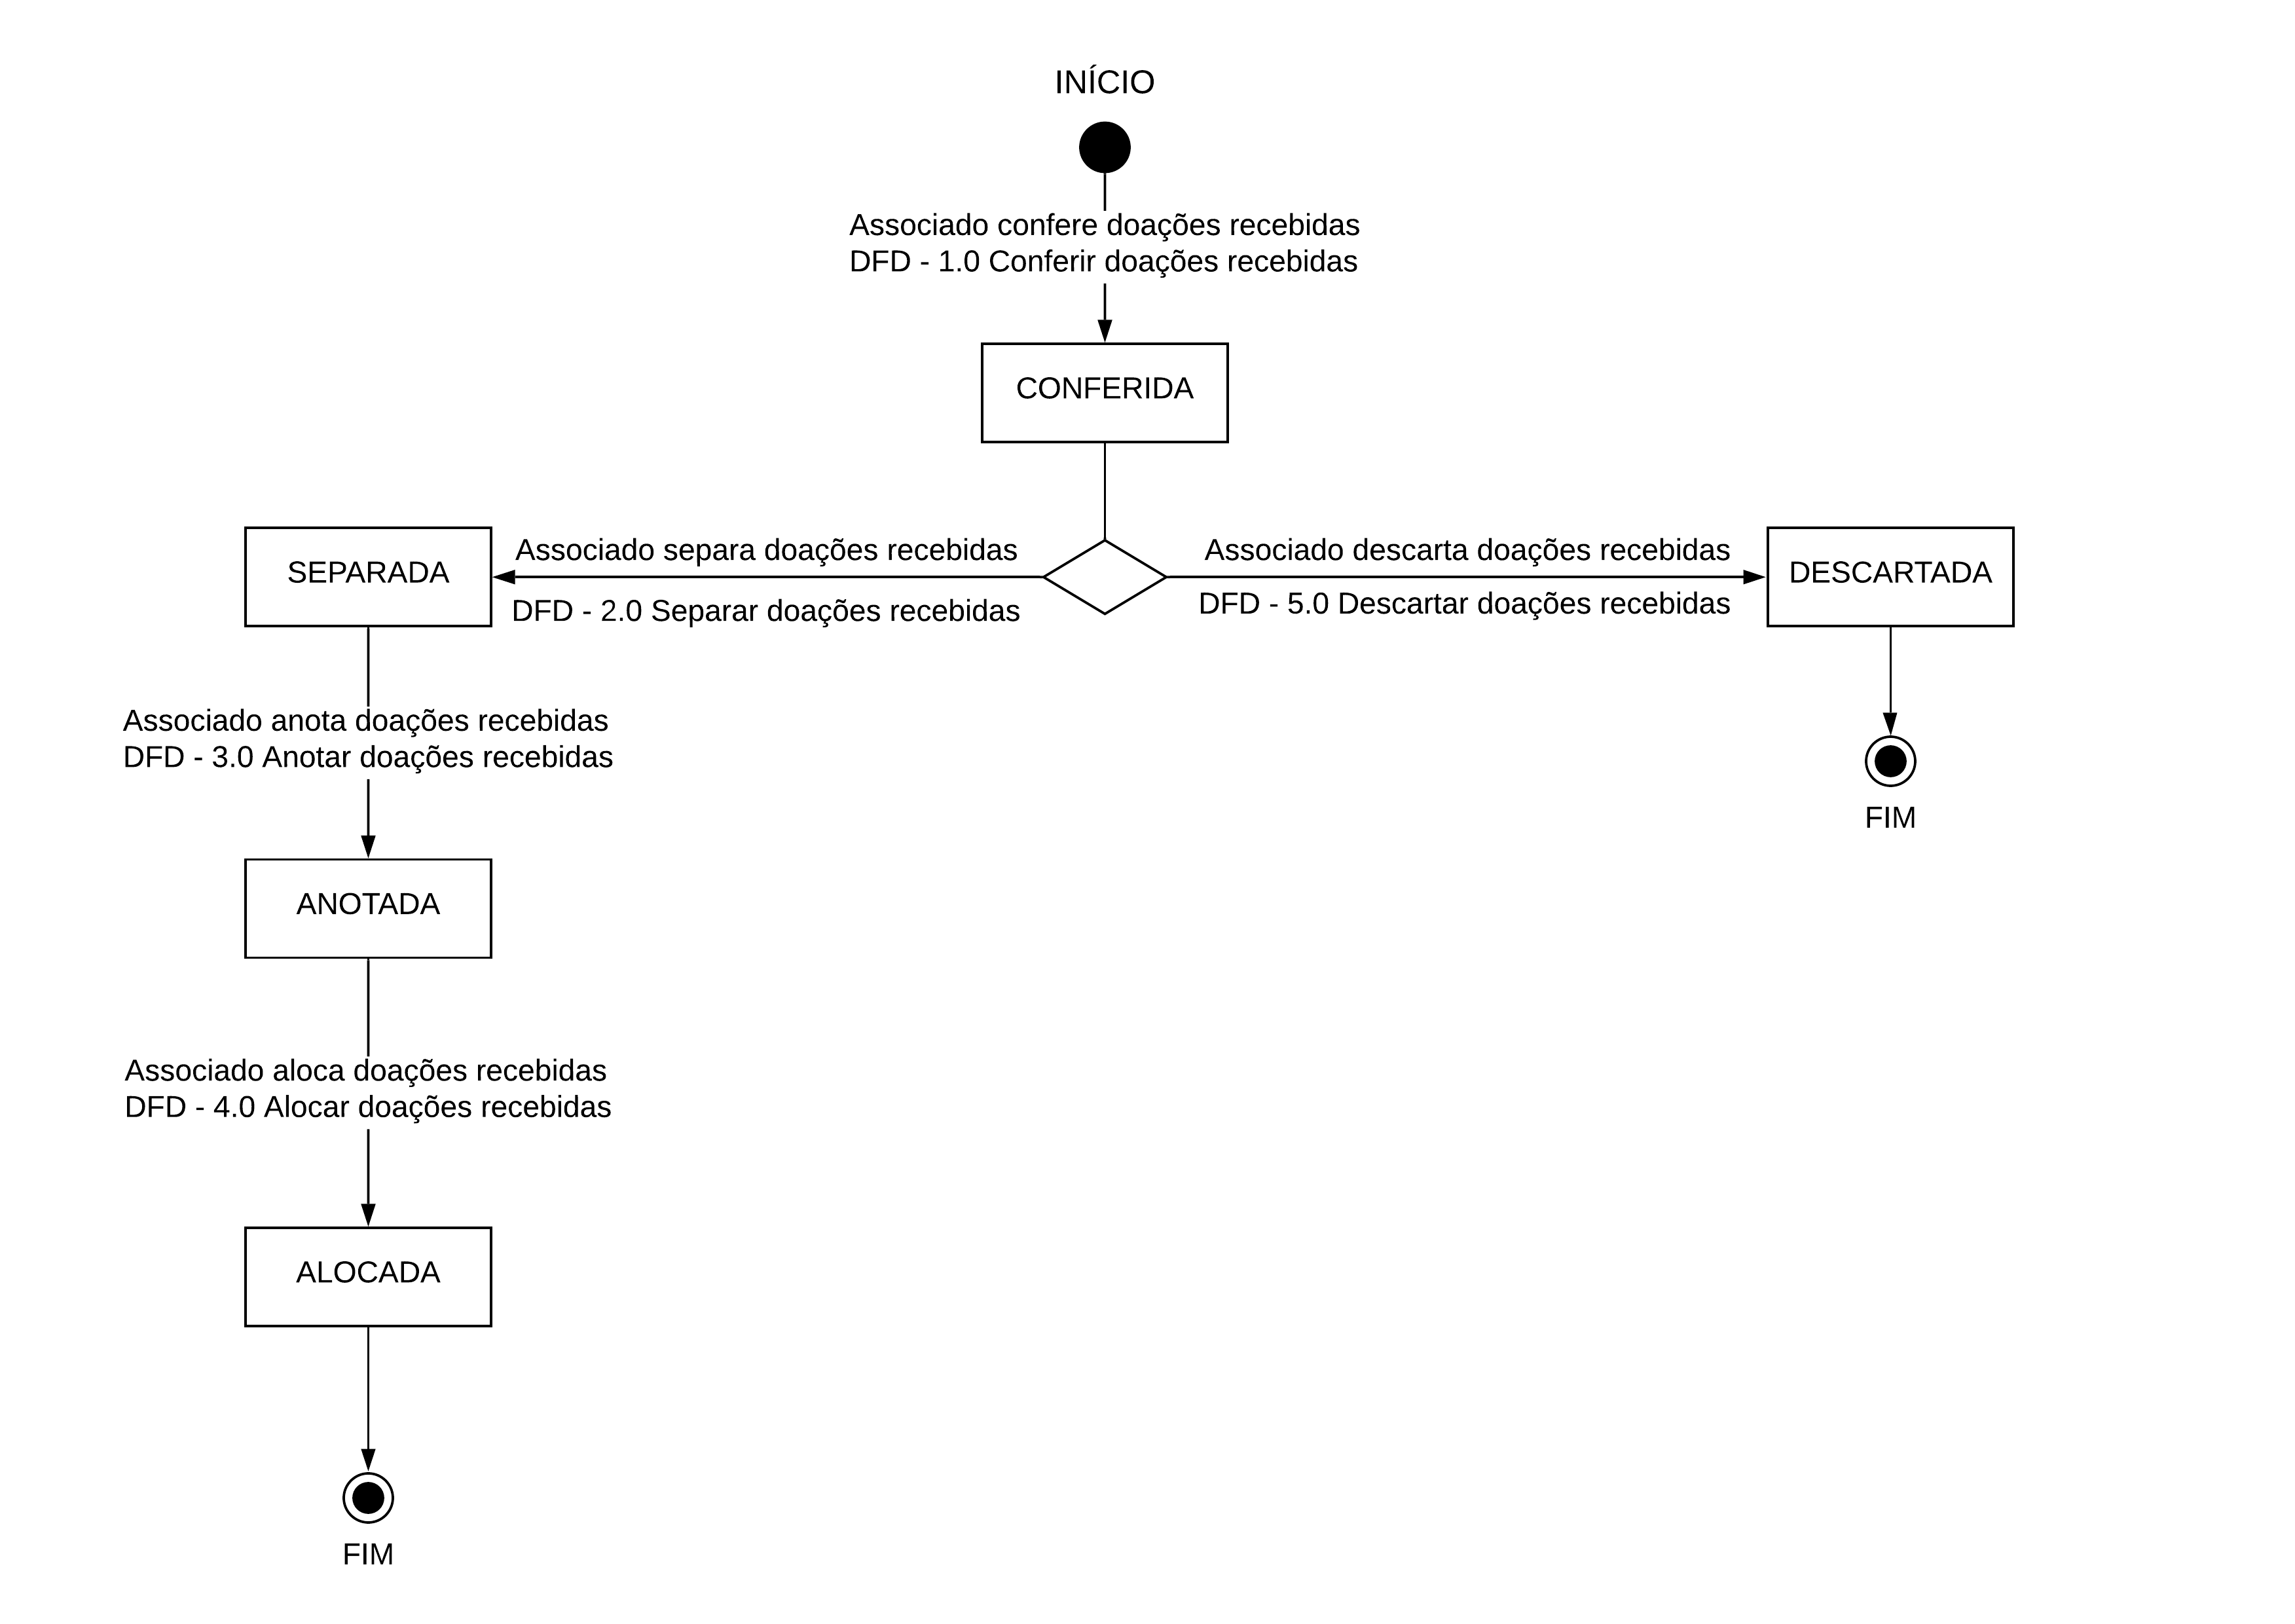 INÍCIO
Associado confere doações recebidas
DFD - 1.0 Conferir doações recebidas
CONFERIDA
Associado separa doações recebidas
Associado descarta doações recebidas
SEPARADA
DESCARTADA
DFD - 2.0 Separar doações recebidas
DFD - 5.0 Descartar doações recebidas
Associado anota doações recebidas
DFD - 3.0 Anotar doações recebidas
FIM
ANOTADA
Associado aloca doações recebidas
DFD - 4.0 Alocar doações recebidas
ALOCADA
FIM